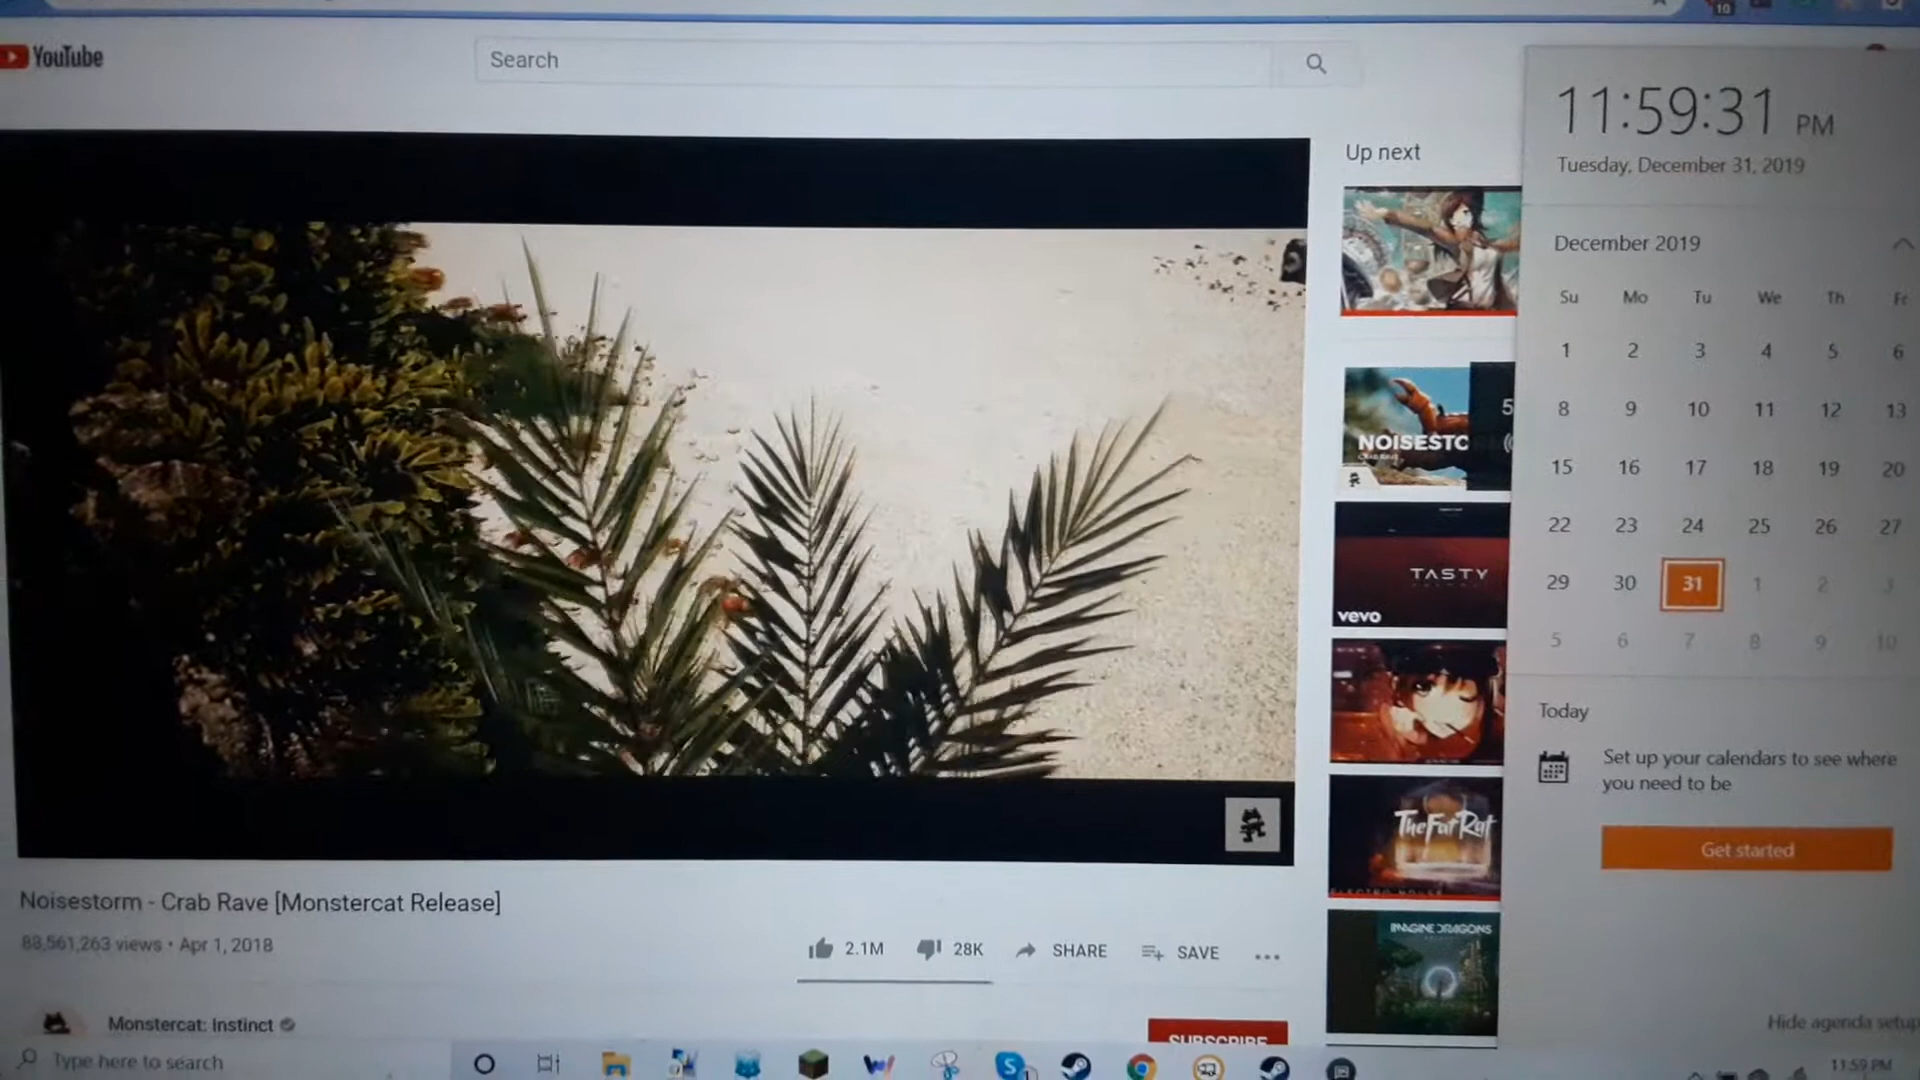 10
YouTube
Search
11:59:31 PM
Tuesday, December 31, 2019
Up next
December 2019
Su Mo Tu We Th Fr
1 2 3 4 5 6
8 9 10 11 12 13
15 16 17 18 19 20
22 23 24 25 26 27
29 30 31 1 2 3
5 6 7 8 9 10
NOISESTO
5
TASTY
vevo
TheFatRat
IMAGINE DRAGONS
Today
Set up your calendars to see where
you need to be
Get started
Noisestorm - Crab Rave [Monstercat Release]
83,561,263 views • Apr 1, 2018
2.1M 28K SHARE SAVE
Monstercat: Instinct
SUBSCRIBE
Hide agenda setup
Type here to search
11:59 PM